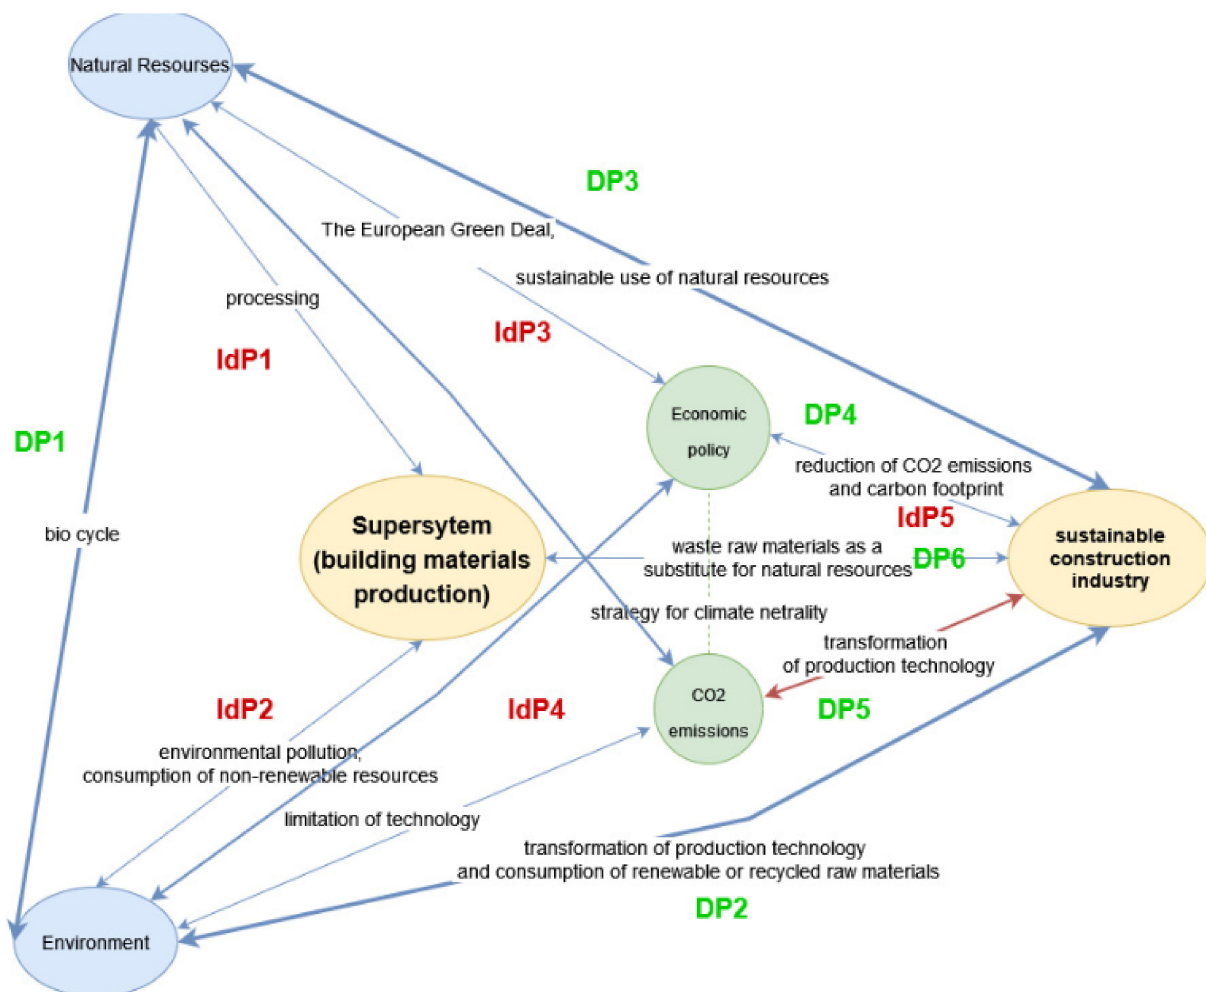 Natural Resourses
DP3
The European Green Deal,
sustainable use of natural resources
processing
IdP3
IdP1
Economic
policy
DP4
DP1
reduction of CO2 emissions
and carbon footprint
IdP5
bio cycle
Supersytem
(building materials
production)
waste raw materials as a
substitute for natural resources
DP6
sustainable
construction
industry
strategy for climate netrality
transformation
of production technology
IdP2
IdP4
CO2
emissions
DP5
environmental pollution,
consumption of non-renewable resources
limitation of technology
transformation of production technology
and consumption of renewable or recycled raw materials
DP2
Environment